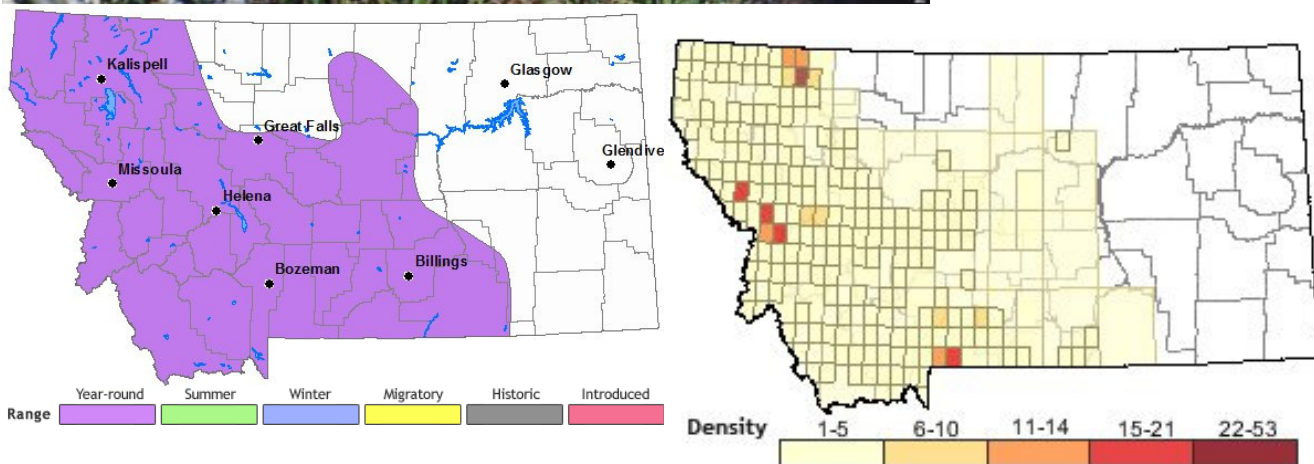 Kalispell
Glasgow
Great Falls
Glendive
Missoula
Helena
Bozeman
Billings
Year-round Summer Winter Migratory Historic Introduced
Range
Density 1-5 6-10 11-14 15-21 22-53